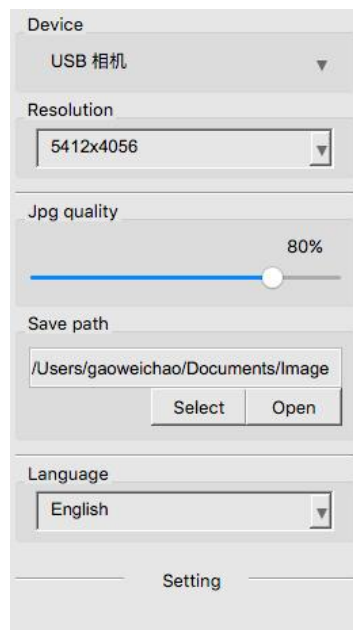 Device
USB 相机
Resolution
5412x4056
Jpg quality
80%
Save path
/Users/gaoweichao/Documents/Image
Select Open
Language
English
Setting